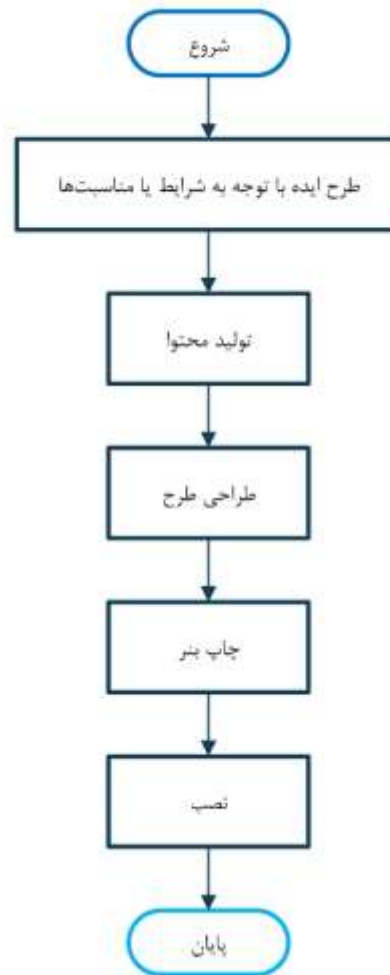 شروع
طرح ایده با توجه به شرایط یا مناسبت‌ها
تولید محتوا
طراحی طرح
چاپ بنر
نصب
پایان